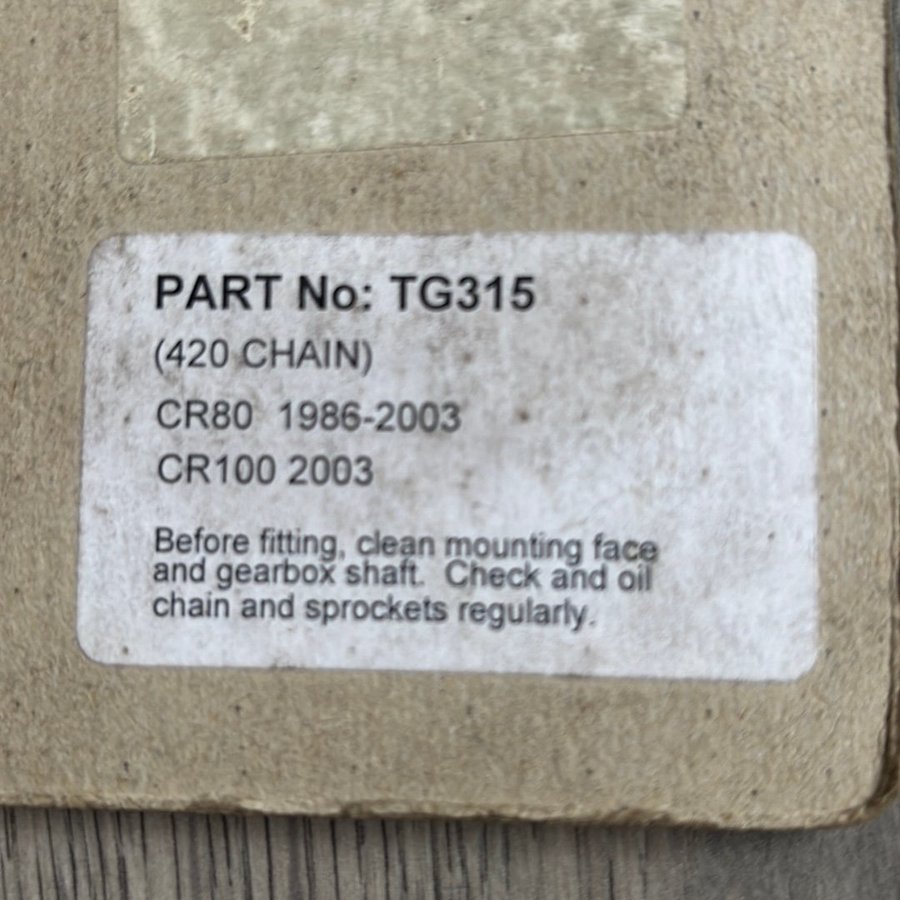 PART No: TG315
(420 CHAIN)
CR80 1986-2003
CR100 2003
Before fitting, clean mounting face
and gearbox shaft. Check and oil
chain and sprockets regularly.